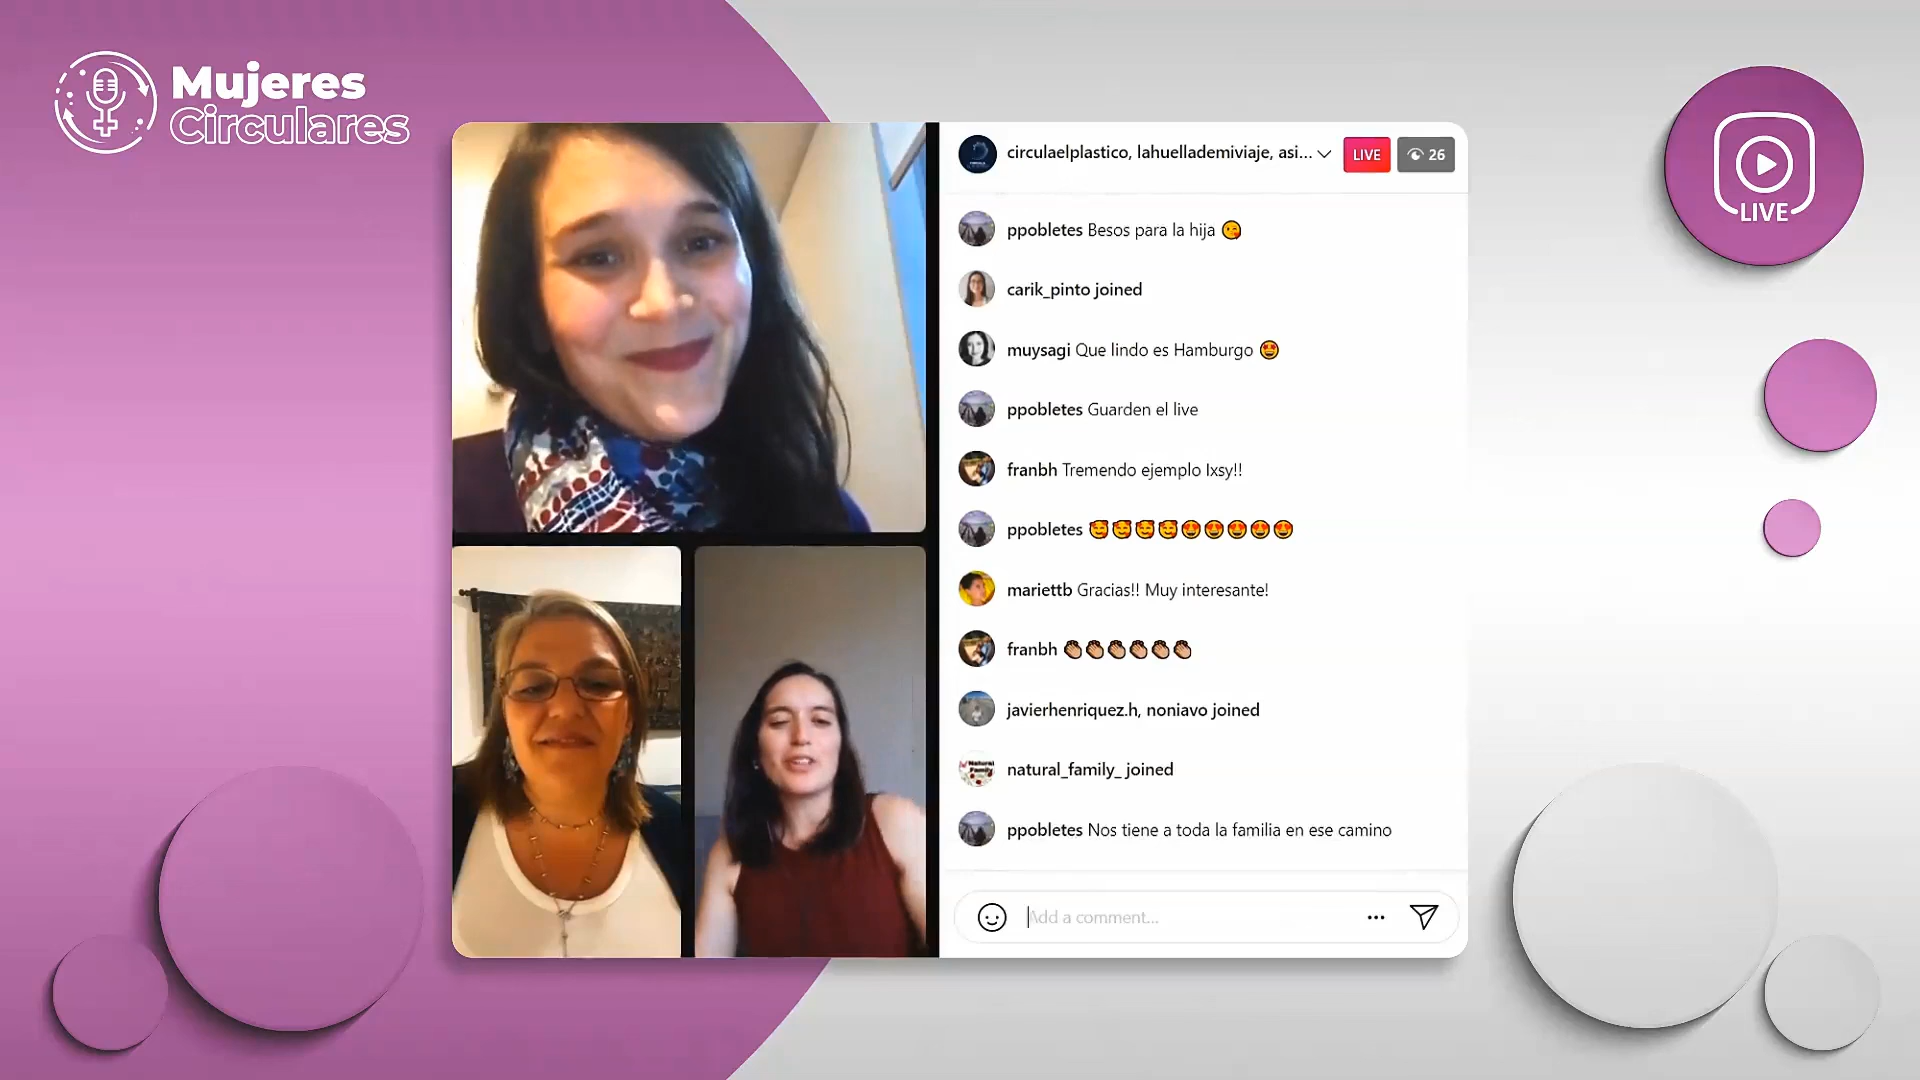 Mujeres
Circulares
circulaelplastico, lahuellademiviaje, asi...
LIVE
26
LIVE
ppobletes Besos para la hija 😘
carik_pinto joined
muysagi Que lindo es Hamburgo 🤩
ppobletes Guarden el live
franbh Tremendo ejemplo Ixsy!!
ppobletes 🥰🥰🥰🥰😍😍😍😍😍
mariettb Gracias!! Muy interesante!
franbh 👏🏼👏🏼👏🏼👏🏼👏🏼👏🏼
javierhenriquez.h, noniavo joined
Natural
Family
natural_family_ joined
ppobletes Nos tiene a toda la familia en ese camino
Add a comment...